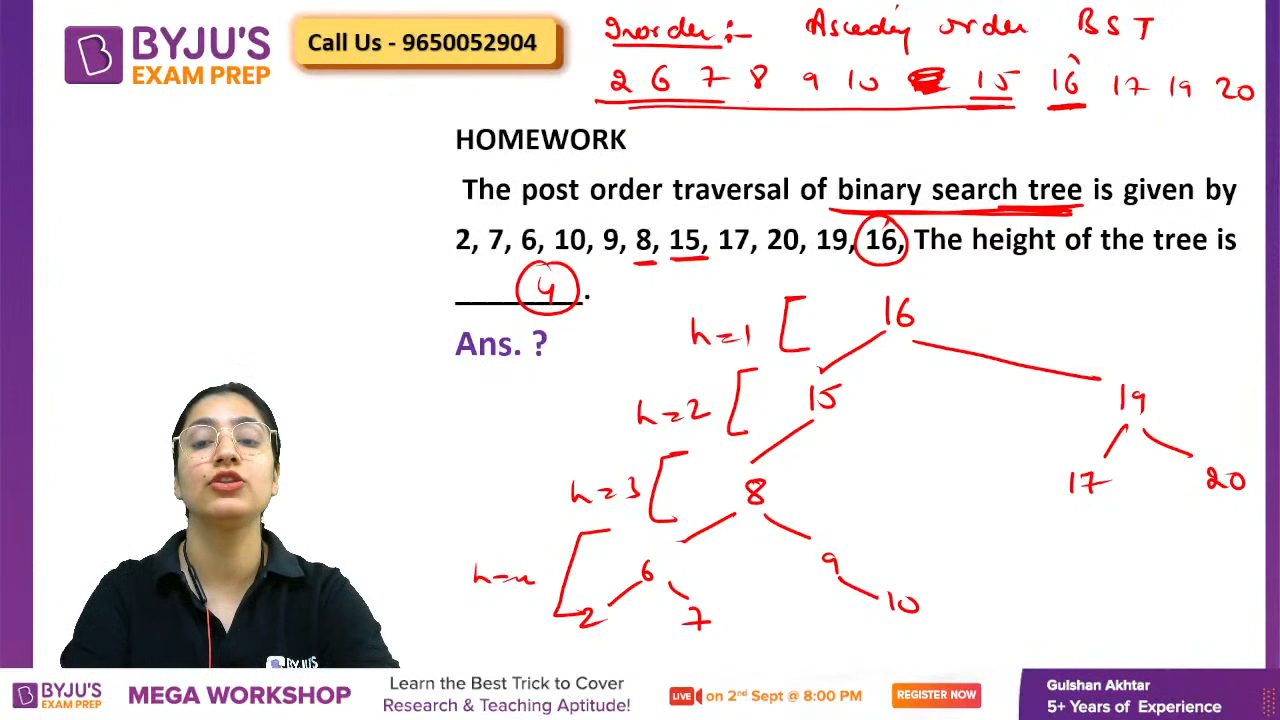 BYJU'S
EXAM PREP
Call Us - 9650052904
Inorder :- Ascediy order BST
2 6 7 8 9 10 15 16 17 19 20
HOMEWORK
The post order traversal of binary search tree is given by
2, 7, 6, 10, 9, 8, 15, 17, 20, 19, 16, The height of the tree is
4.
Ans. ?
h=1
16
h=2
15
19
h=3
8
17
20
6
9
2
7
10
BYJU'S
BYJU'S
EXAM PREP
MEGA WORKSHOP
Learn the Best Trick to Cover
Research & Teaching Aptitude!
LIVE on 2nd Sept @ 8:00 PM
REGISTER NOW
Gulshan Akhtar
5+ Years of Experience